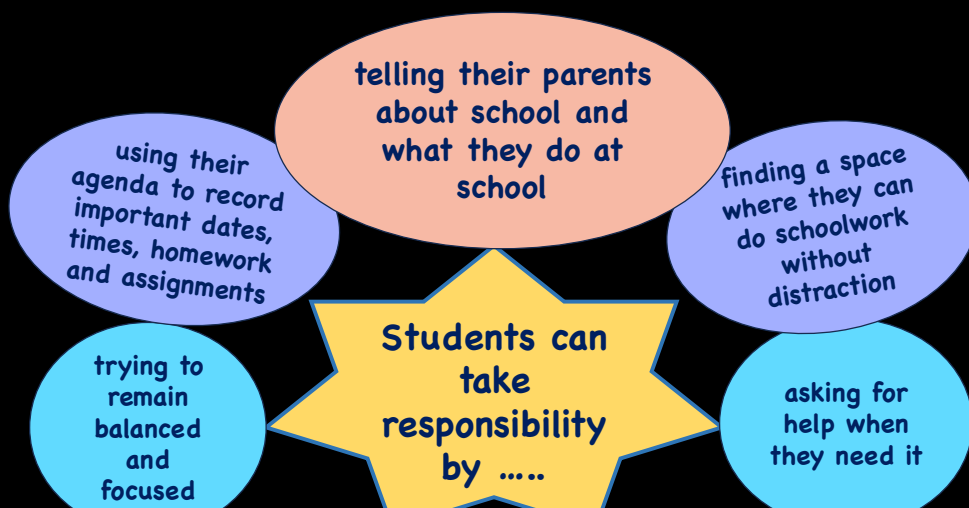 telling their parents
about school and
what they do at
school
using their
agenda to record
important dates,
times, homework
and assignments
finding a space
where they can
do schoolwork
without
distraction
trying to
remain
balanced
and
focused
Students can
take
responsibility
by .....
asking for
help when
they need it